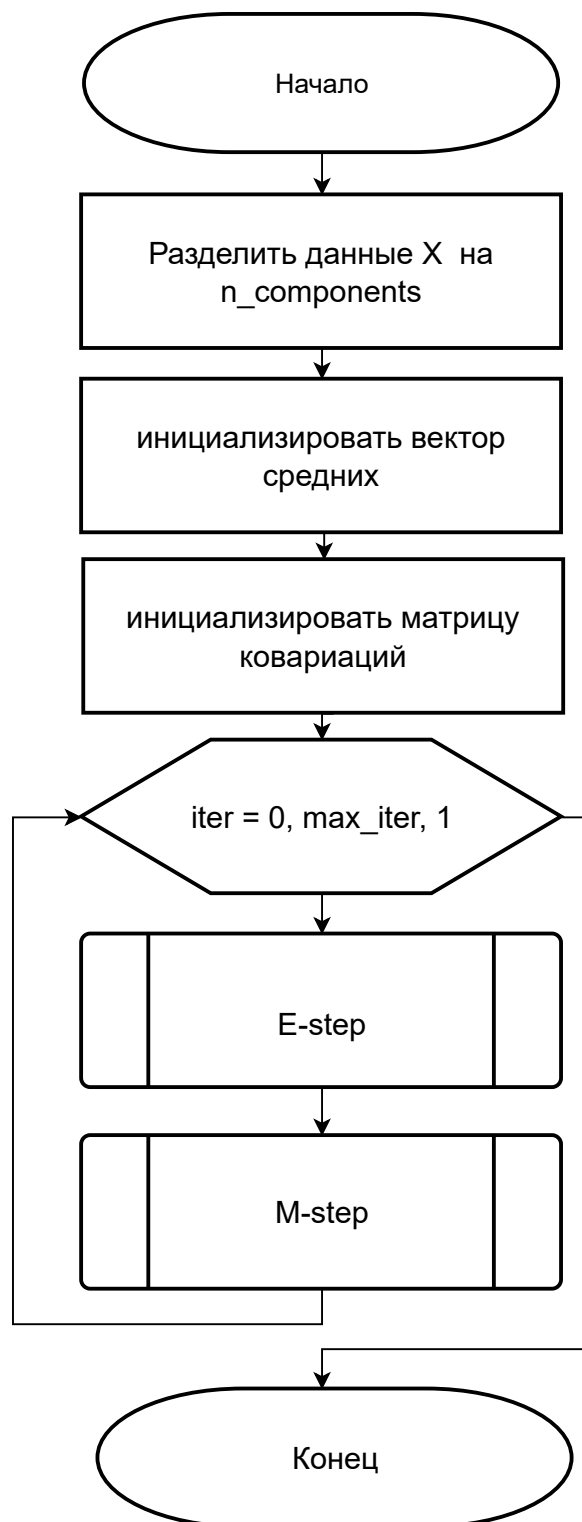 Начало
Разделить данные X на
n_components
инициализировать вектор
средних
инициализировать матрицу
ковариаций
iter = 0, max_iter, 1
E-step
M-step
Конец